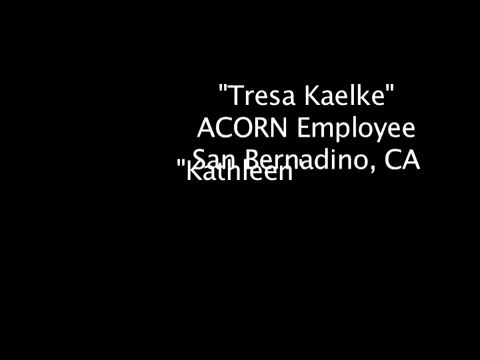 "Tresa Kaelke"
ACORN Employee
San Bernadino, CA
"Kathleen"